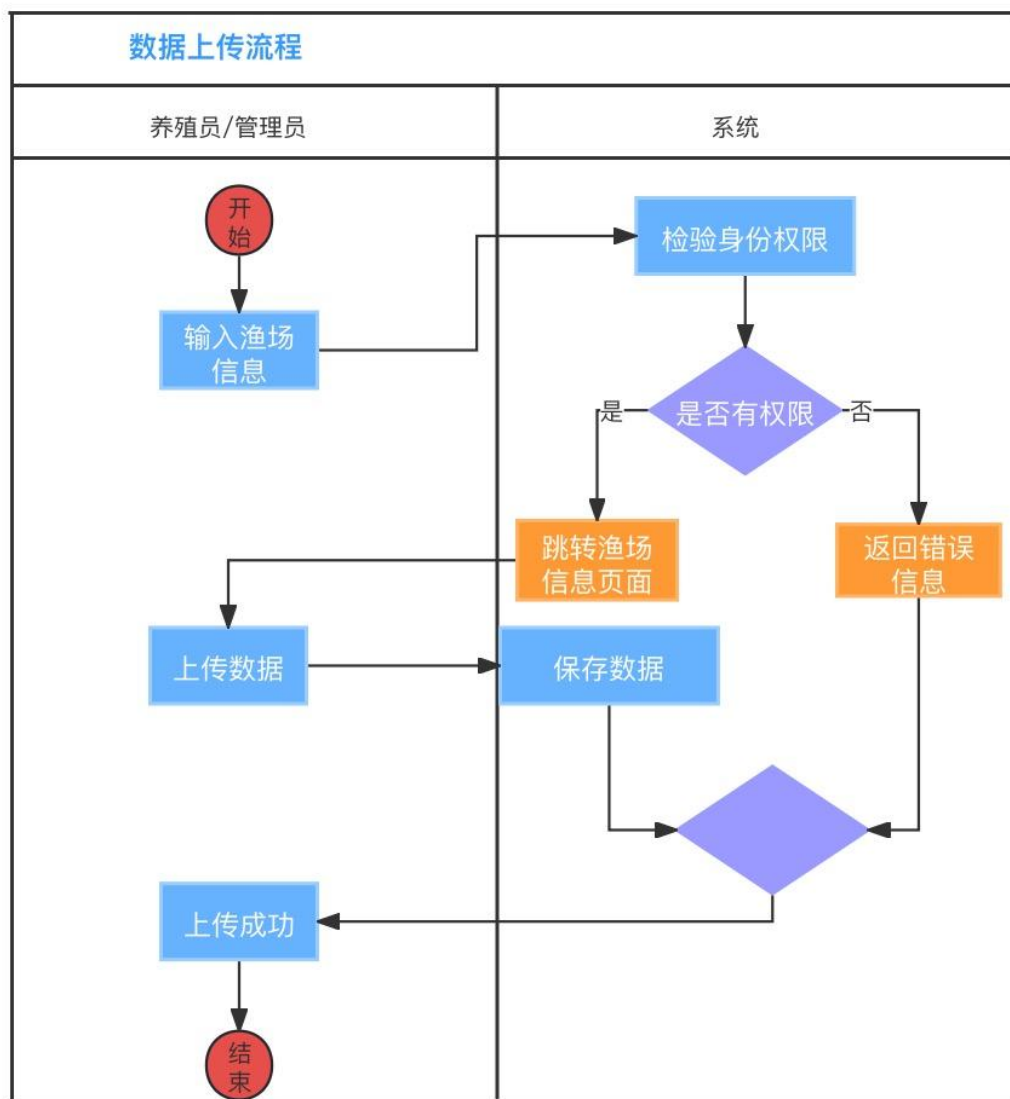 数据上传流程
养殖员/管理员
系统
开
始
检验身份权限
输入渔场
信息
是否有权限
是
否
跳转渔场
信息页面
返回错误
信息
上传数据
保存数据
上传成功
结
束